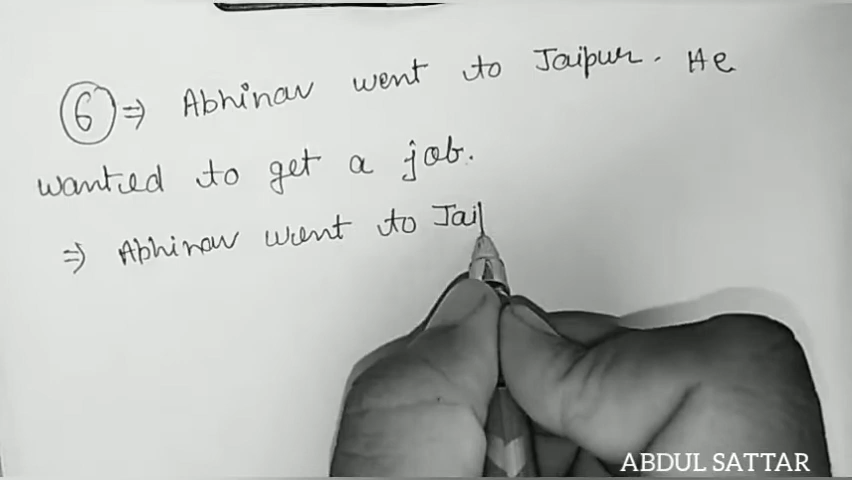 6 ⇒ Abhinav went to Jaipur. He
wanted to get a job.
⇒ Abhinav went to Jai
ABDUL SATTAR